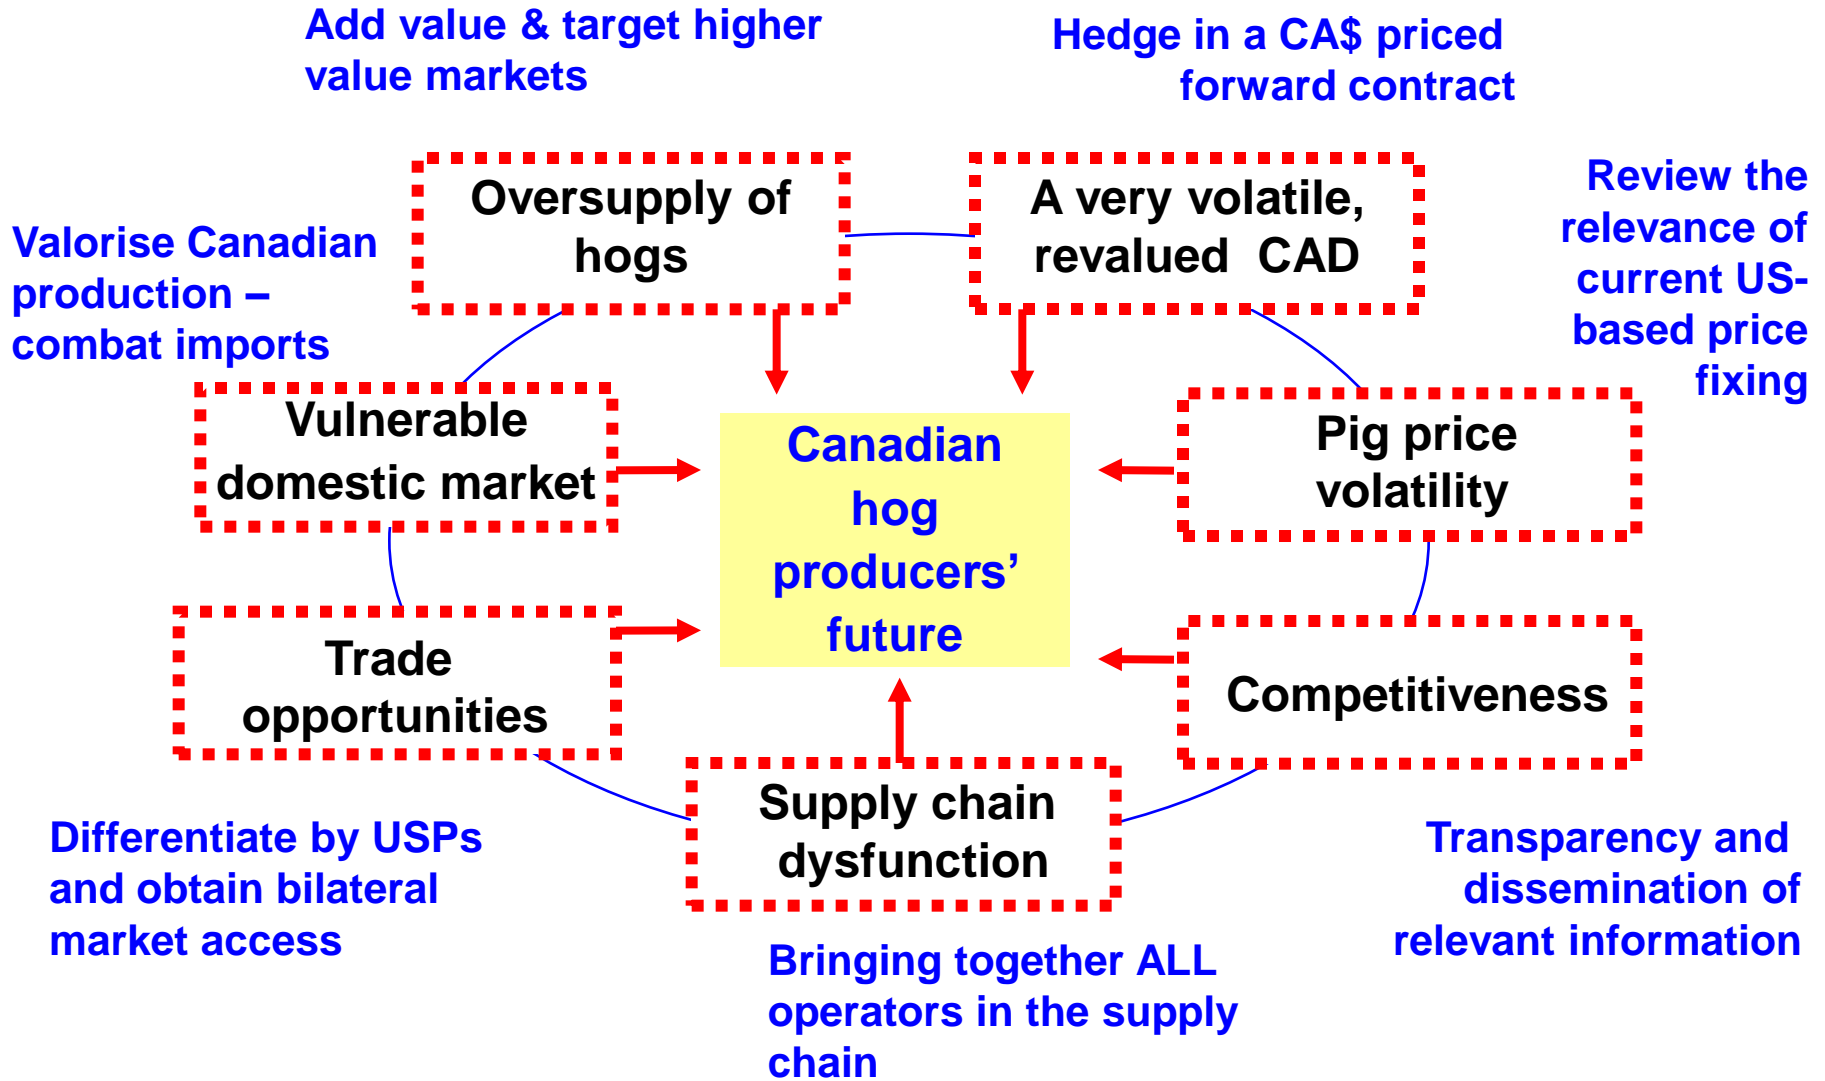 Add value & target higher
value markets
Hedge in a CA$ priced
forward contract
Oversupply of
hogs
A very volatile,
revalued CAD
Review the
relevance of
current US-
based price
fixing
Valorise Canadian
production –
combat imports
Vulnerable
domestic market
Canadian
hog
producers’
future
Pig price
volatility
Trade
opportunities
Competitiveness
Supply chain
dysfunction
Differentiate by USPs
and obtain bilateral
market access
Transparency and
dissemination of
relevant information
Bringing together ALL
operators in the supply
chain